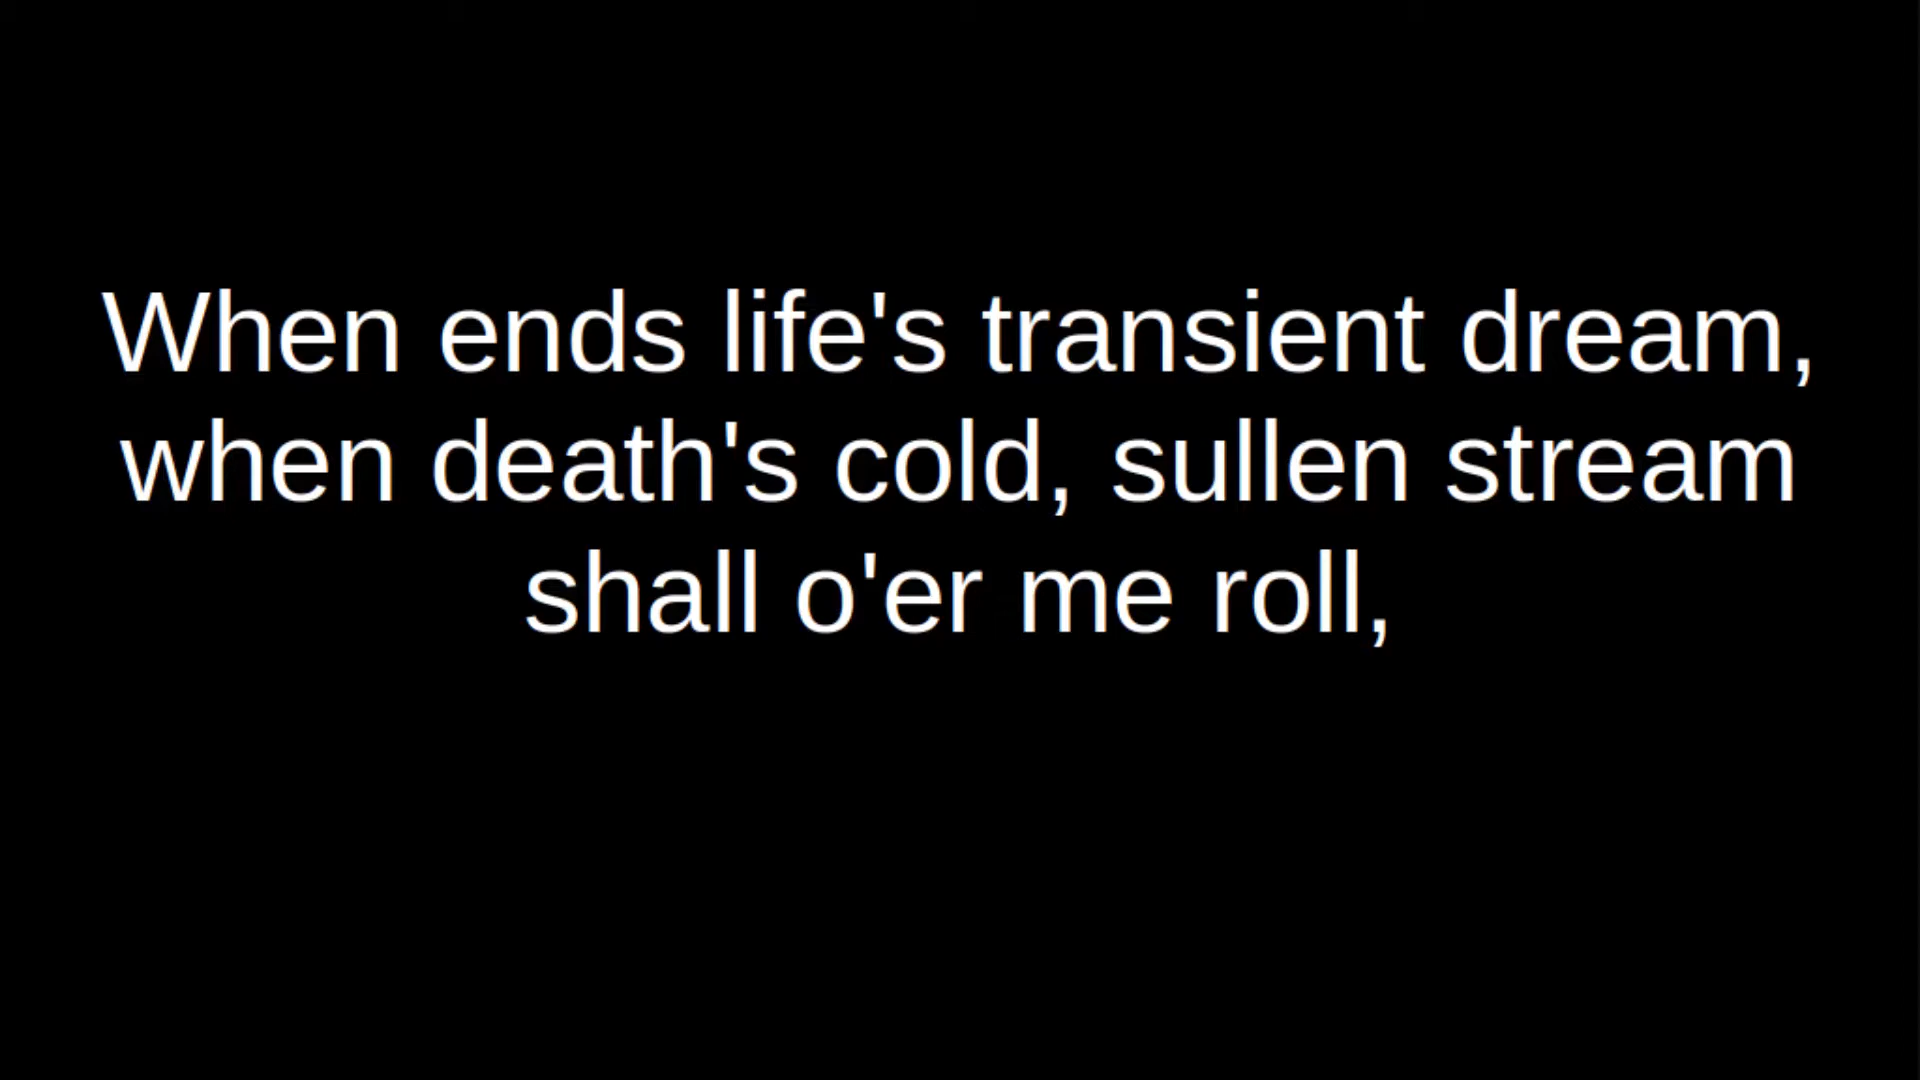 When ends life's transient dream,
when death's cold, sullen stream
shall o'er me roll,